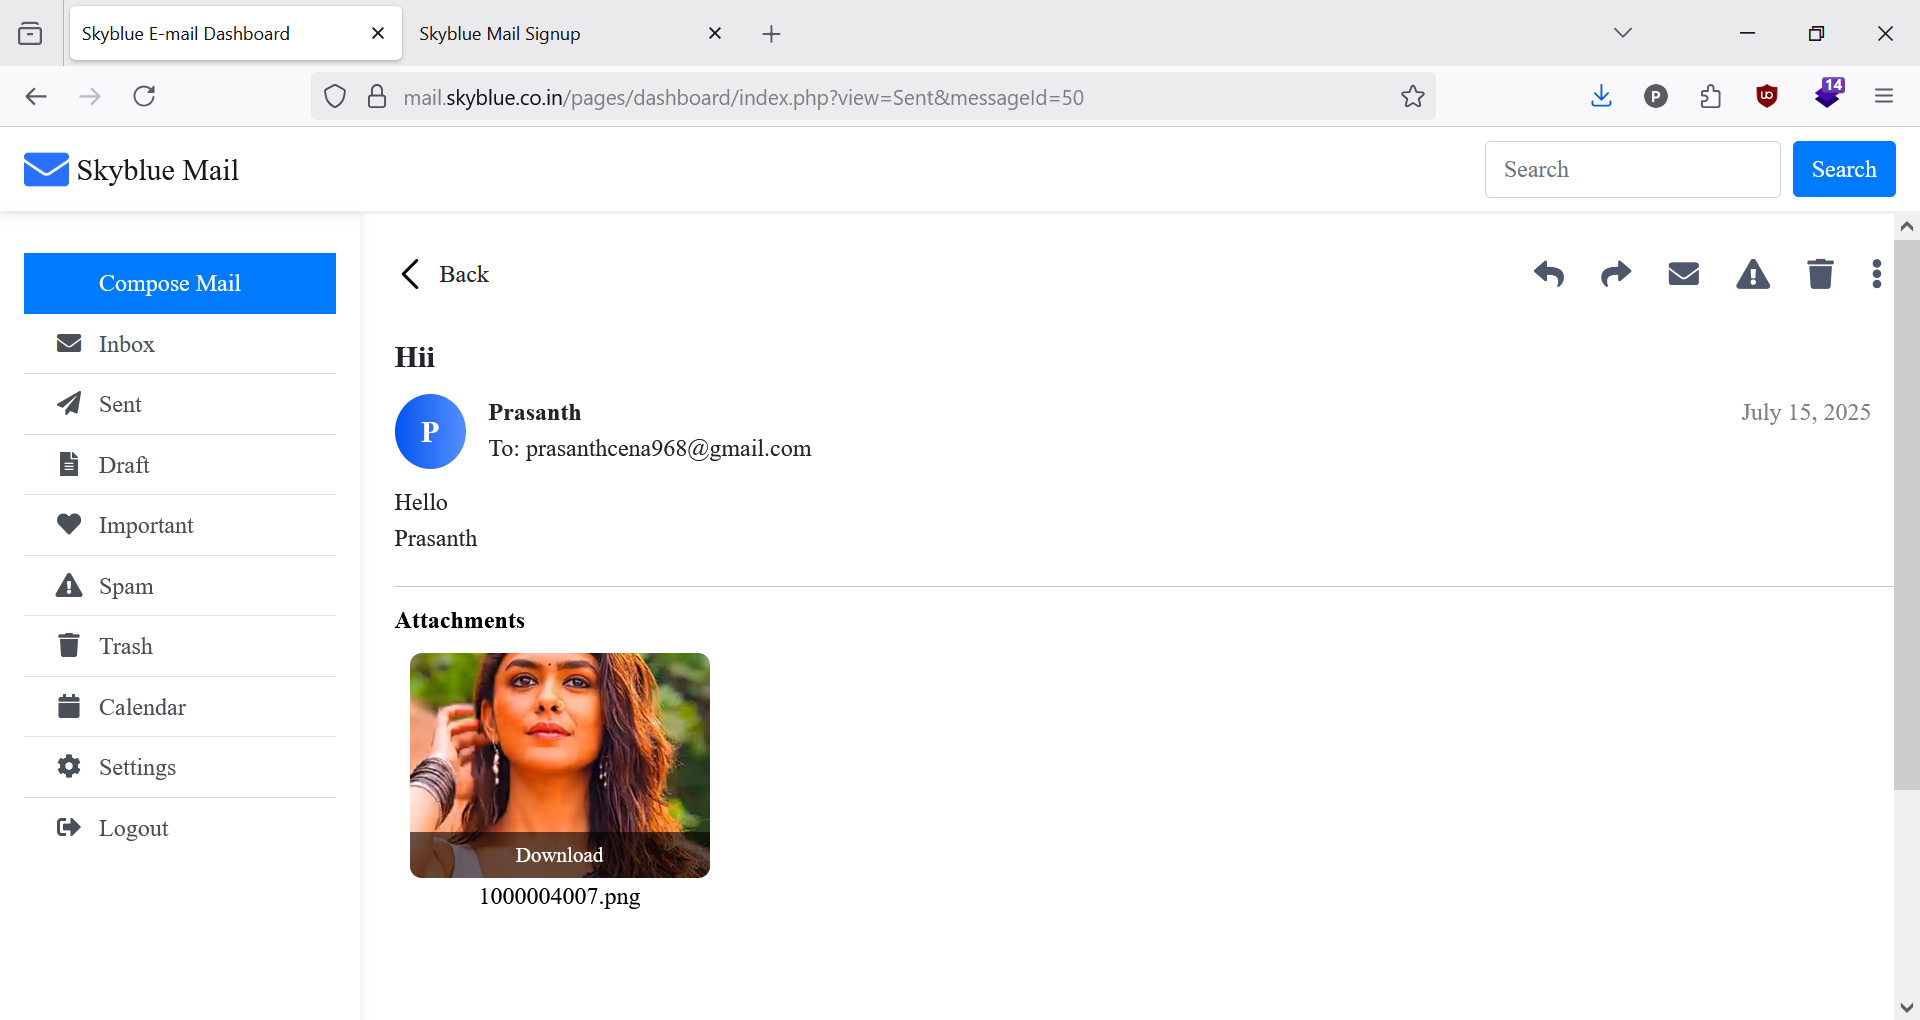 Skyblue E-mail Dashboard
Skyblue Mail Signup
mail.skyblue.co.in/pages/dashboard/index.php?view=Sent&messageId=50
P
uo
14
Skyblue Mail
Search
Search
Compose Mail
Inbox
Sent
Draft
Important
Spam
Trash
Calendar
Settings
Logout
Back
Hii
P
Prasanth
July 15, 2025
To: prasanthcena968@gmail.com
Hello
Prasanth
Attachments
Download
1000004007.png